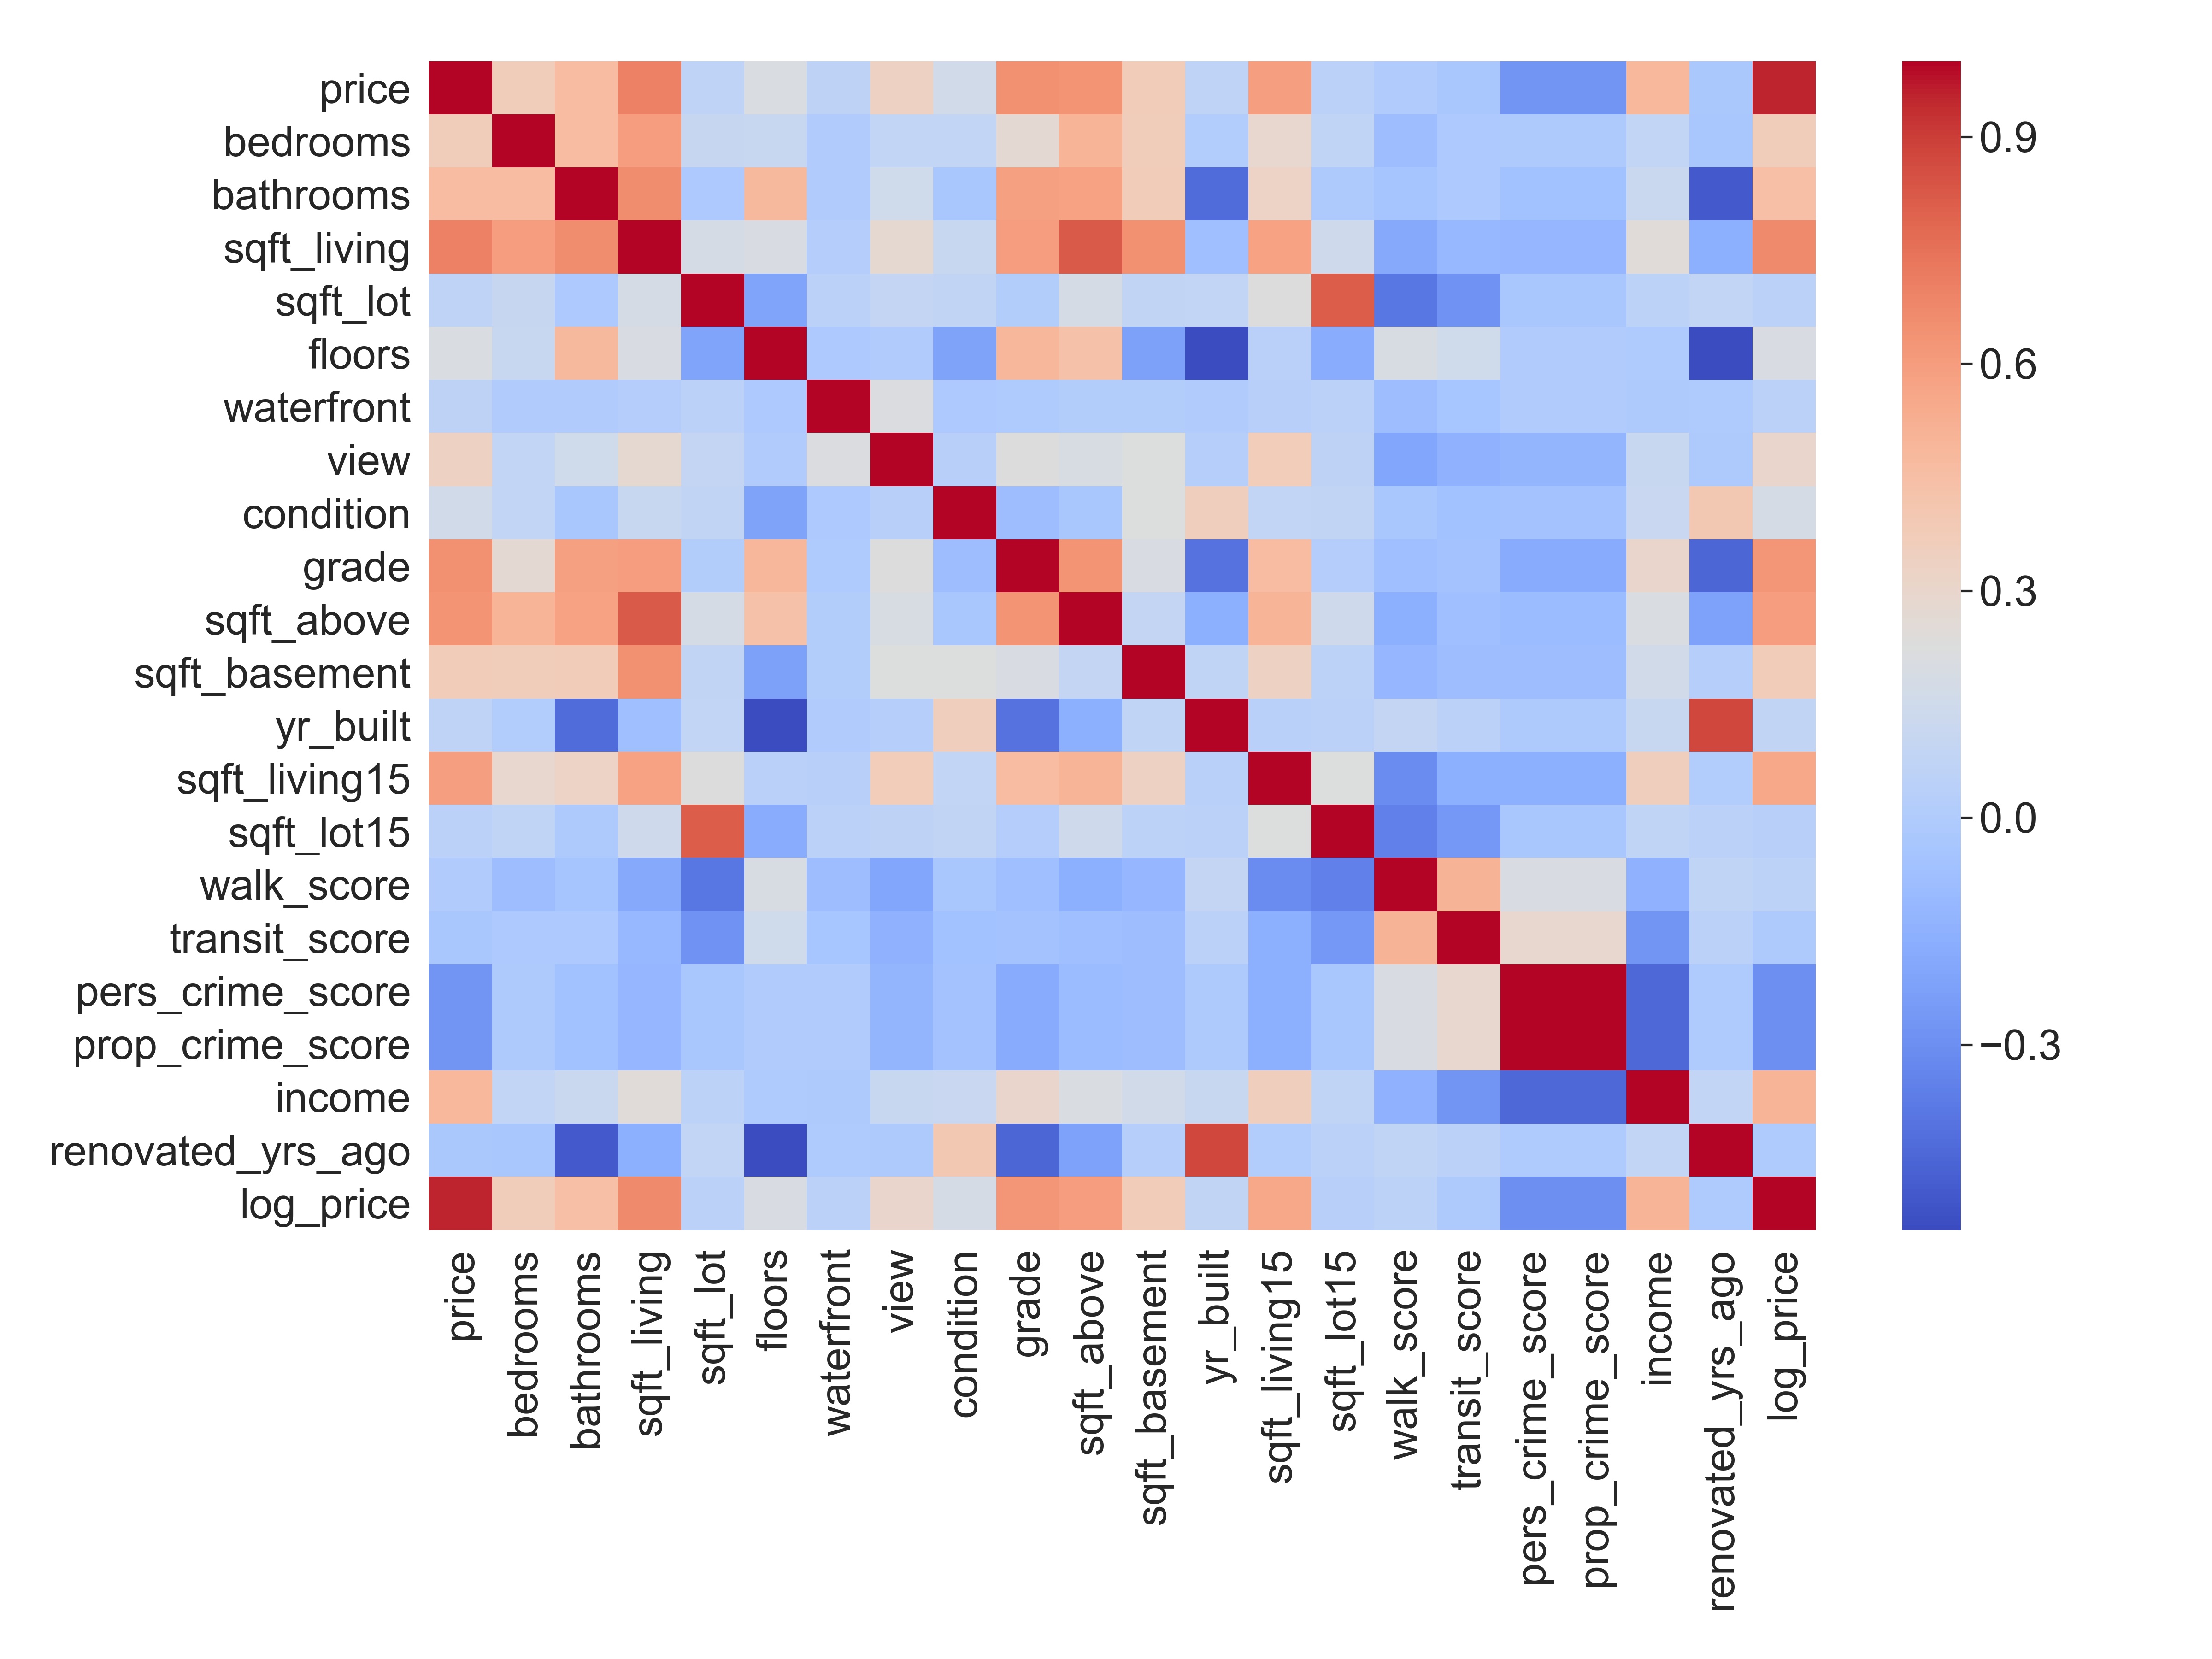 price
bedrooms
bathrooms
sqft_living
sqft_lot
floors
waterfront
view
condition
grade
sqft_above
sqft_basement
yr_built
sqft_living15
sqft_lot15
walk_score
transit_score
pers_crime_score
prop_crime_score
income
renovated_yrs_ago
log_price
price
bedrooms
bathrooms
sqft_living
sqft_lot
floors
waterfront
view
condition
grade
sqft_above
sqft_basement
yr_built
sqft_living15
sqft_lot15
walk_score
transit_score
pers_crime_score
prop_crime_score
income
renovated_yrs_ago
log_price
0.9
0.6
0.3
0.0
−0.3